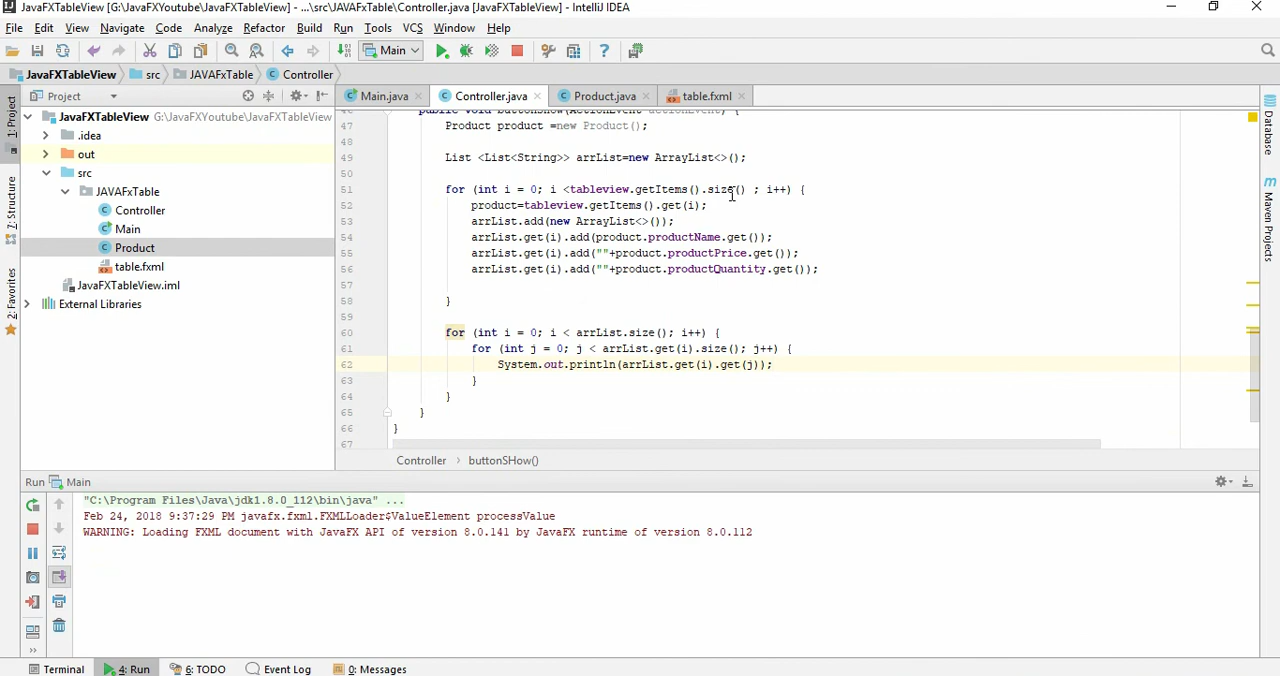 JavaFXTableView [G:\JavaFXYoutube\JavaFXTableView] - ...\src\JAVAFxTable\Controller.java [JavaFXTableView] - IntelliJ IDEA
File Edit View Navigate Code Analyze Refactor Build Run Tools VCS Window Help
Main
JavaFXTableView src JAVAFxTable Controller
Project
Main.java Controller.java Product.java table.fxml
1: Project
Z: Structure
2: Favorites
JavaFXTableView G:\JavaFXYoutube\JavaFXTableView
.idea
out
src
JAVAFxTable
Controller
Main
Product
table.fxml
JavaFXTableView.iml
External Libraries
46 public void buttonSHow(ActionEvent actionEvent) {
47 Product product =new Product();
48
49 List <List<String>> arrList=new ArrayList<>();
50
51 for (int i = 0; i <tableview.getItems().size() ; i++) {
52 product=tableview.getItems().get(i);
53 arrList.add(new ArrayList<>());
54 arrList.get(i).add(product.productName.get());
55 arrList.get(i).add(""+product.productPrice.get());
56 arrList.get(i).add(""+product.productQuantity.get());
57
58 }
59
60 for (int i = 0; i < arrList.size(); i++) {
61 for (int j = 0; j < arrList.get(i).size(); j++) {
62 System.out.println(arrList.get(i).get(j));
63 }
64 }
65 }
66 }
67
Controller › buttonSHow()
Database
m Maven Projects
Run Main
"C:\Program Files\Java\jdk1.8.0_112\bin\java" ...
Feb 24, 2018 9:37:29 PM javafx.fxml.FXMLLoader$ValueElement processValue
WARNING: Loading FXML document with JavaFX API of version 8.0.141 by JavaFX runtime of version 8.0.112
Terminal 4: Run 6: TODO Event Log 0: Messages